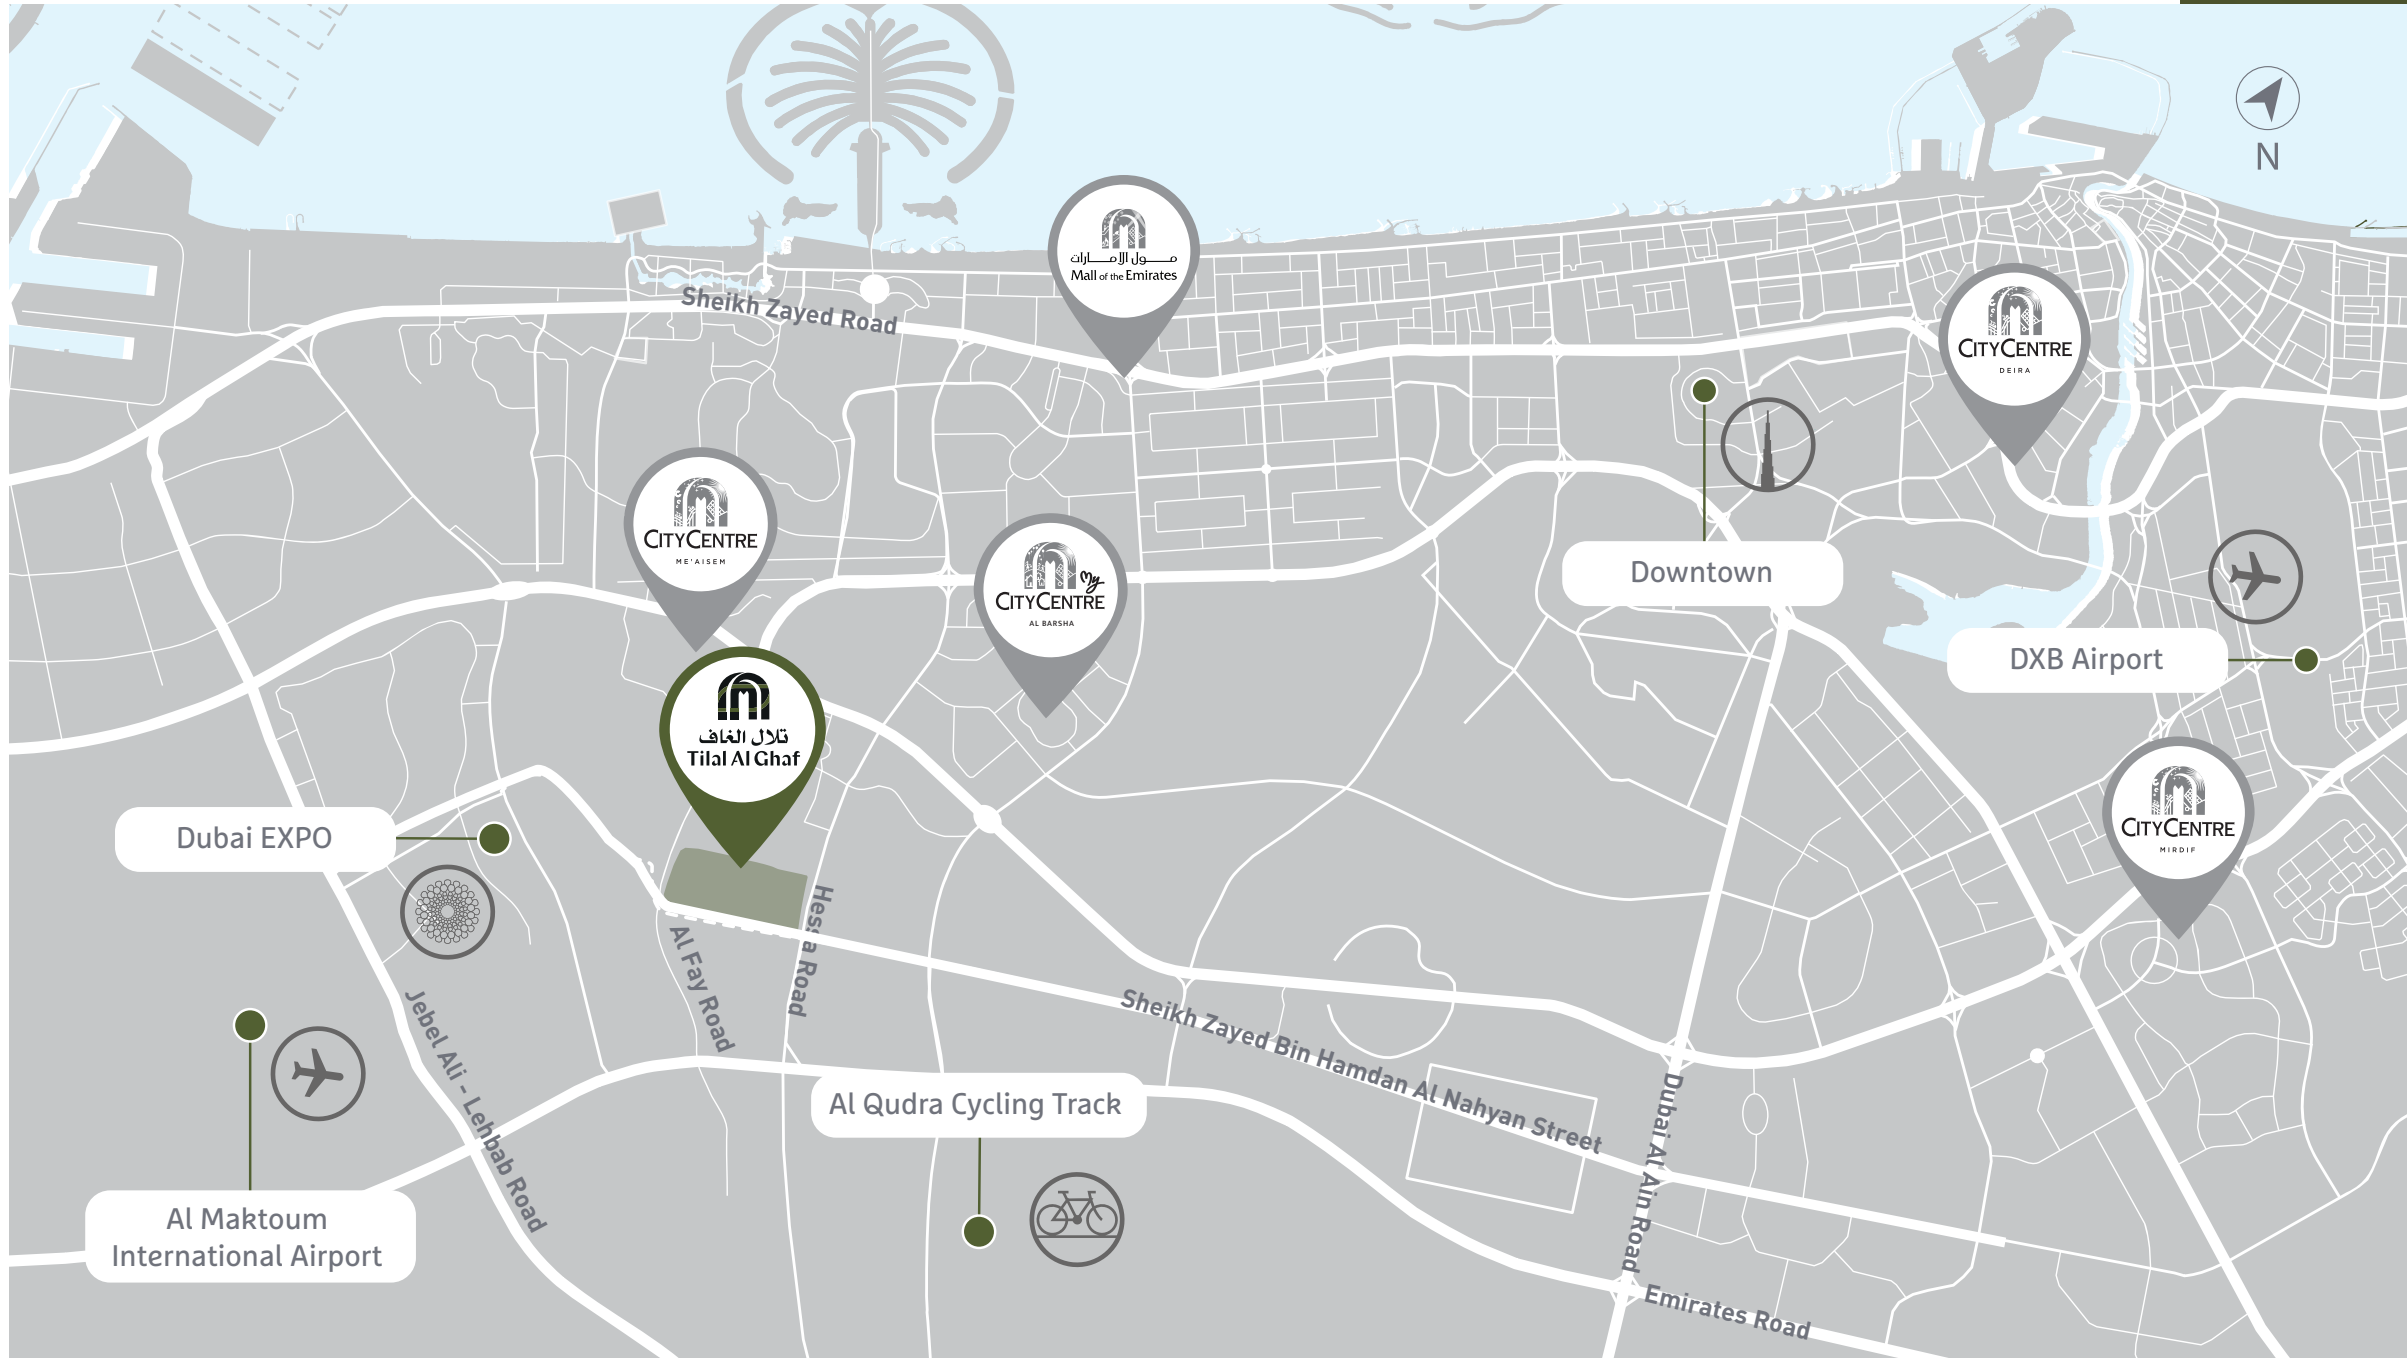 N
مول الإمارات
Mall of the Emirates
Sheikh Zayed Road
CITY CENTRE
DEIRA
CITY CENTRE
ME'AISEM
My
CITY CENTRE
AL BARSHA
Downtown
DXB Airport
تلال الغاف
Tilal Al Ghaf
CITY CENTRE
MIRDIF
Dubai EXPO
Hessa Road
Al Fay Road
Jebel Ali - Lehbab Road
Sheikh Zayed Bin Hamdan Al Nahyan Street
Al Qudra Cycling Track
Dubai Al Ain Road
Al Maktoum
International Airport
Emirates Road